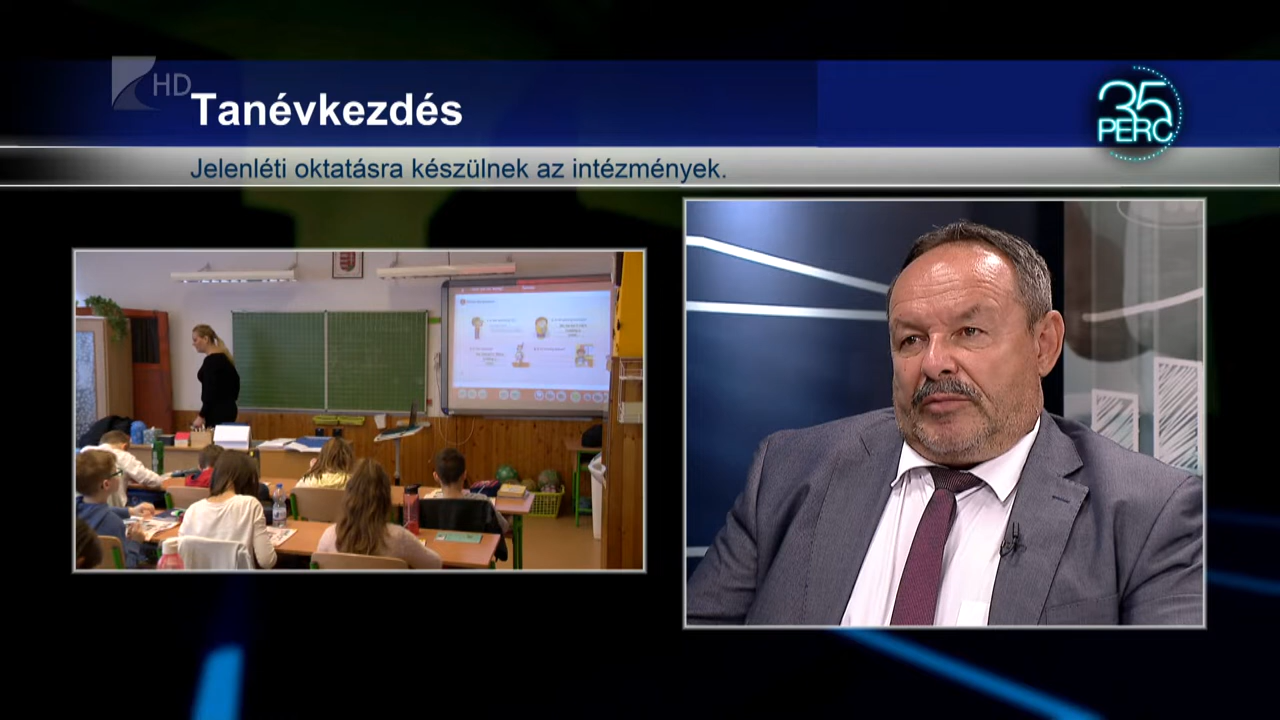 HD
Tanévkezdés
35
PERC
Jelenléti oktatásra készülnek az intézmények.